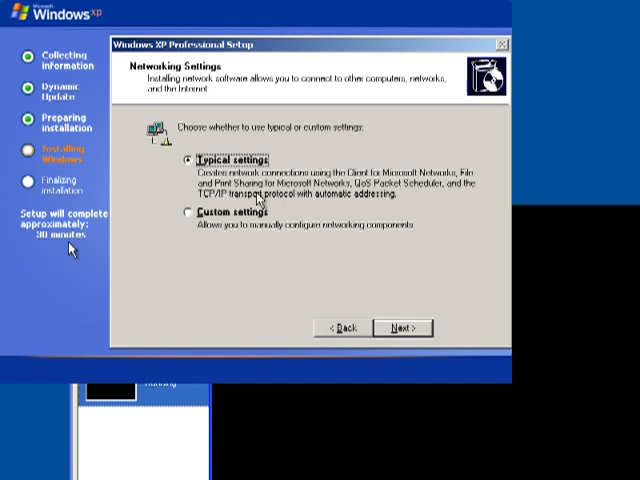 Microsoft
Windows xp
Collecting
information
Dynamic
Update
Preparing
installation
Installing
Windows
Finalizing
installation
Setup will complete
approximately:
30 minutes
Windows XP Professional Setup
Networking Settings
Installing network software allows you to connect to other computers, networks,
and the Internet.
Choose whether to use typical or custom settings:
Typical settings
Creates network connections using the Client for Microsoft Networks, File
and Print Sharing for Microsoft Networks, QoS Packet Scheduler, and the
TCP/IP transport protocol with automatic addressing.
Custom settings
Allows you to manually configure networking components.
< Back
Next >
Running